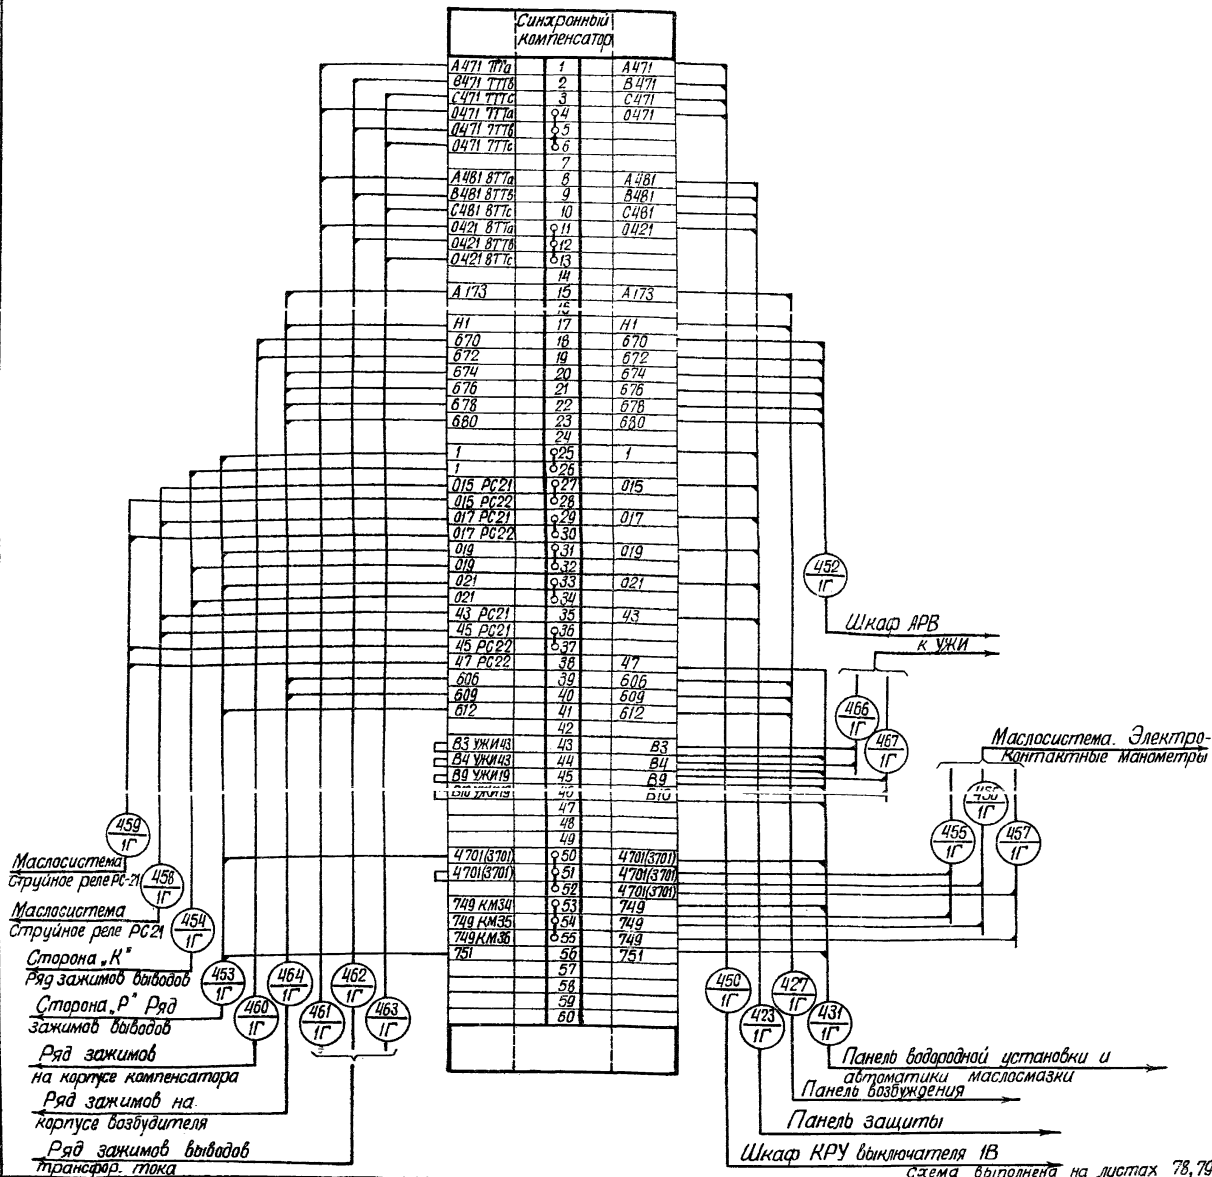 Синхронный
компенсатор
А471 7ТТа 1 А471
В471 7ТТв 2 В471
С471 7ТТс 3 С471
0471 7ТТа 4 0471
0471 7ТТв 5
0471 7ТТс 6
7
А481 8ТТа 8 А481
В481 8ТТв 9 В481
С481 8ТТс 10 С481
0421 8ТТа 11 0421
0421 8ТТв 12
0421 8ТТс 13
14
А173 15 А173
16
Н1 17 Н1
670 18 670
672 19 672
674 20 674
676 21 676
678 22 678
680 23 680
24
1 25 1
1 26
015 РС21 27 015
015 РС22 28
017 РС21 29 017
017 РС22 30
019 31 019
019 32
021 33 021
021 34
43 РС21 35 43
45 РС21 36
45 РС22 37
47 РС22 38 47
606 39 606
609 40 609
612 41 612
42
В3 УЖИ43 43 В3
В4 УЖИ43 44 В4
В9 УЖИ19 45 В9
В10 УЖИ19 46 В10
47
48
49
4701(3701) 50 4701(3701)
4701(3701) 51 4701(3701)
52 4701(3701)
749 КМ34 53 749
749 КМ35 54 749
749 КМ36 55 749
751 56 751
57
58
59
60
452
1Г
Шкаф АРВ
к УЖИ
466
1Г
467
1Г
Маслосистема. Электро-
контактные манометры
456
1Г
455
1Г
457
1Г
459
1Г
Маслосистема
Струйное реле РС-21
458
1Г
Маслосистема
Струйное реле РС21
454
1Г
Сторона „К"
Ряд зажимов выводов
453
1Г
Сторона „Р" Ряд
зажимов выводов
460
1Г
464
1Г
461
1Г
462
1Г
463
1Г
Ряд зажимов
на корпусе компенсатора
Ряд зажимов на
корпусе возбудителя
Ряд зажимов выводов
трансфор. тока
450
1Г
423
1Г
427
1Г
431
1Г
Панель водородной установки и
автоматики маслосмазки
Панель возбуждения
Панель защиты
Шкаф КРУ выключателя 1В
Схема выполнена на листах 78,79